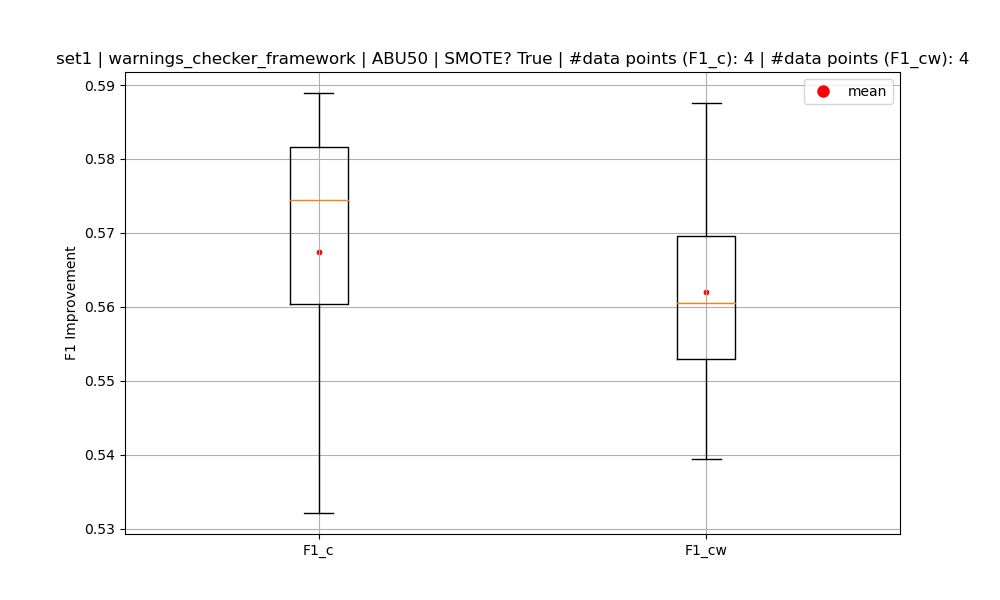 set1 | warnings_checker_framework | ABU50 | SMOTE? True | #data points (F1_c): 4 | #data points (F1_cw): 4
mean
0.59
0.58
0.57
0.56
0.55
0.54
0.53
F1 Improvement
F1_c
F1_cw